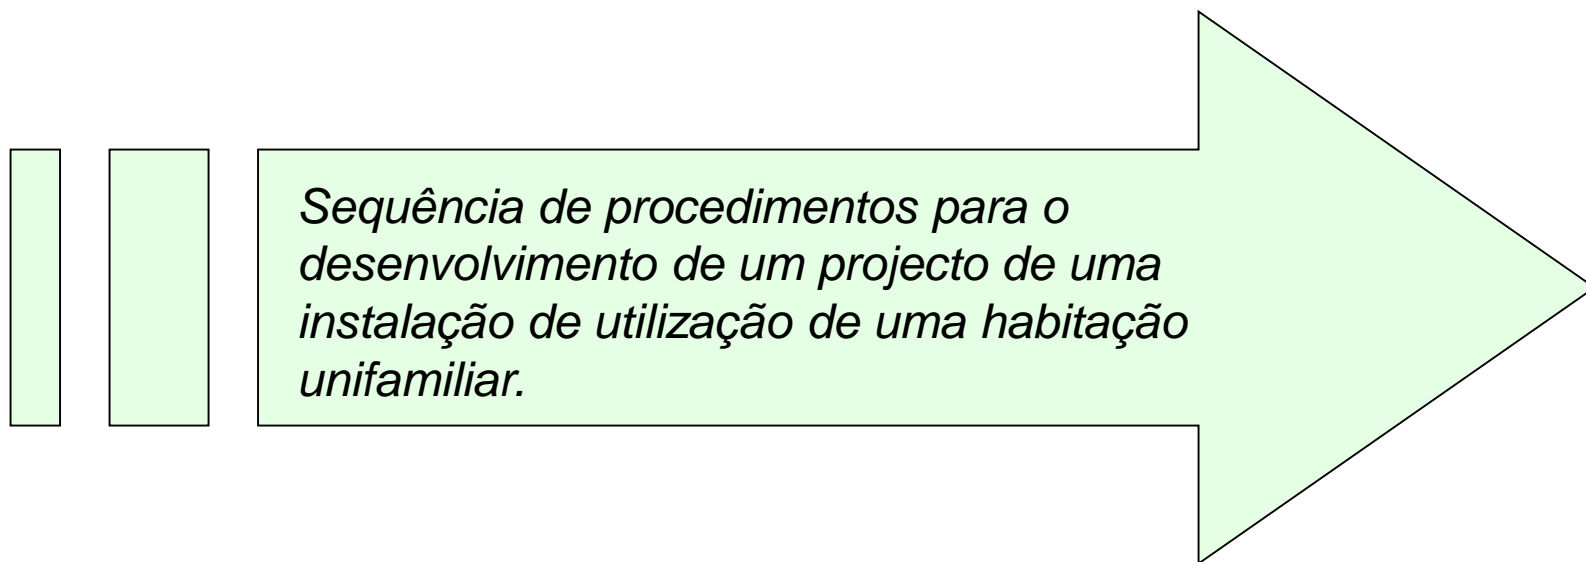 Sequência de procedimentos para o
desenvolvimento de um projecto de uma
instalação de utilização de uma habitação
unifamiliar.